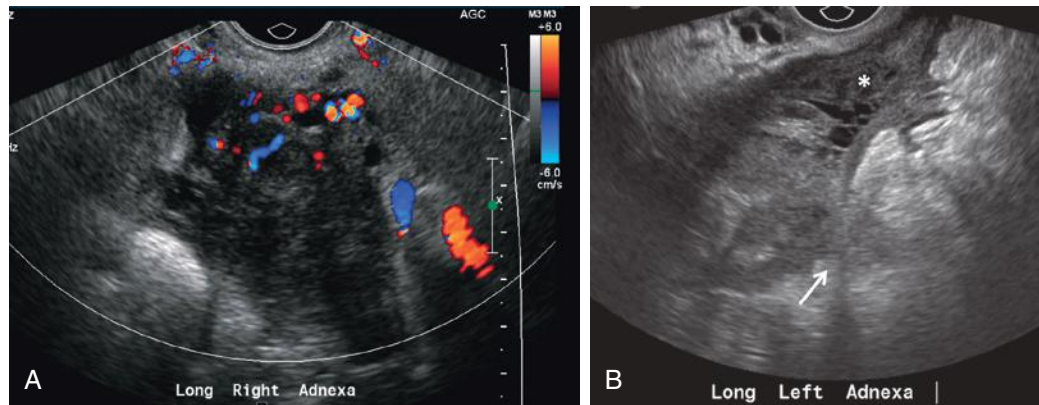 AGC
M3 M3
+6.0
-6.0
cm/s
x
A
Long Right Adnexa
*
B
Long Left Adnexa